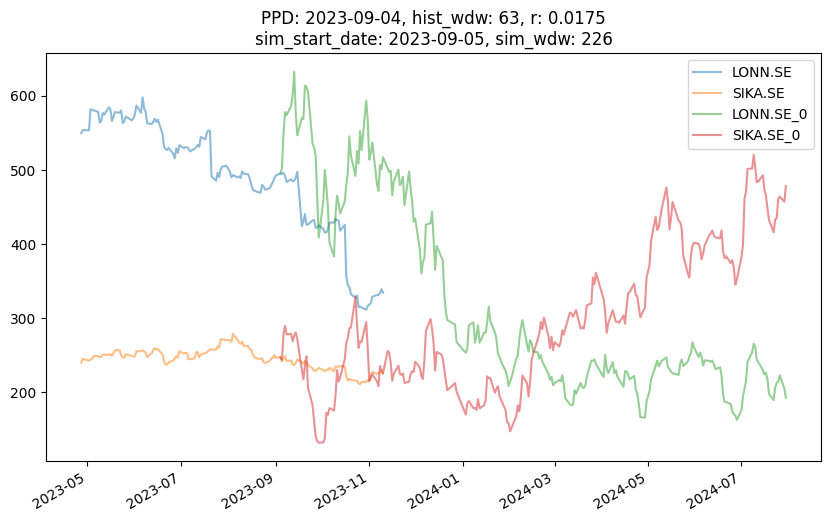 PPD: 2023-09-04, hist_wdw: 63, r: 0.0175
sim_start_date: 2023-09-05, sim_wdw: 226
LONN.SE
SIKA.SE
LONN.SE_0
SIKA.SE_0
600
500
400
300
200
2023-05
2023-07
2023-09
2023-11
2024-01
2024-03
2024-05
2024-07